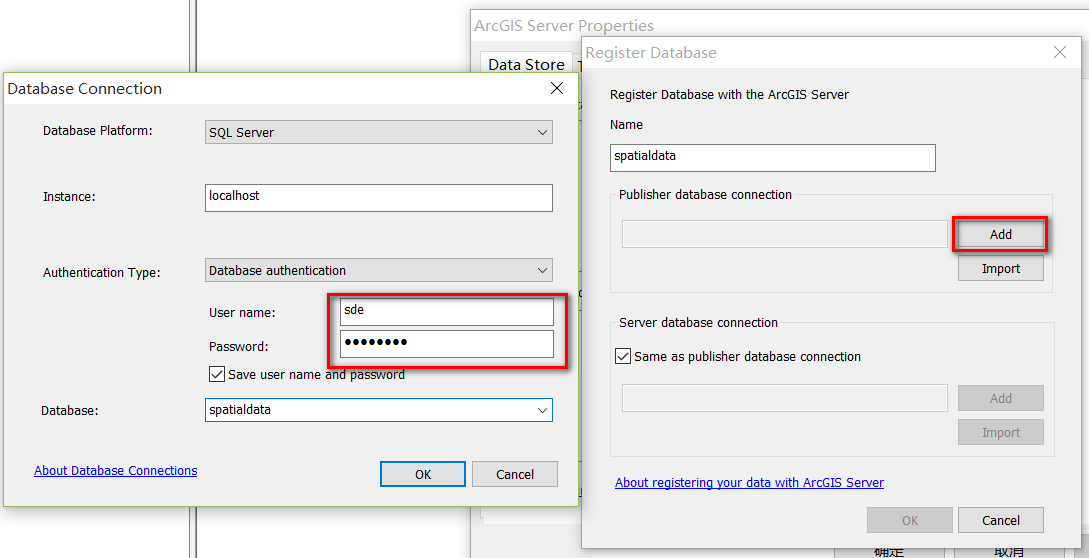 ArcGIS Server Properties
Data Store
Register Database
Register Database with the ArcGIS Server
Name
spatialdata
Publisher database connection
Add
Import
Server database connection
Same as publisher database connection
Add
Import
About registering your data with ArcGIS Server
OK
Cancel
Database Connection
Database Platform:
SQL Server
Instance:
localhost
Authentication Type:
Database authentication
User name:
sde
Password:
••••••••
Save user name and password
Database:
spatialdata
About Database Connections
OK
Cancel
确定
取消